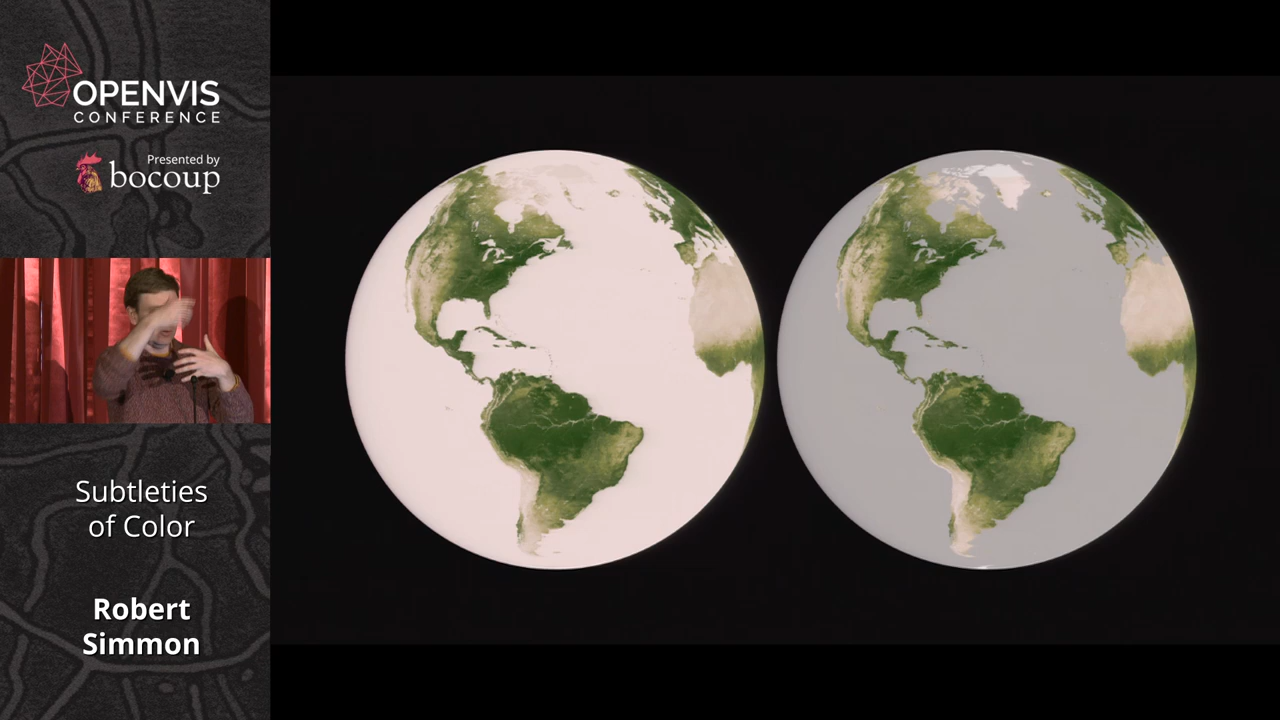 OPENVIS
CONFERENCE
Presented by
bocoup
Subtleties
of Color
Robert
Simmon